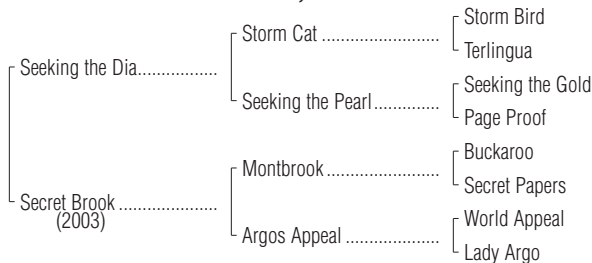 Storm Bird
Storm Cat ........................
Terlingua
Seeking the Dia................
Seeking the Gold
Seeking the Pearl.............
Page Proof
Buckaroo
Montbrook .......................
Secret Papers
Secret Brook ....................
(2003)
World Appeal
Argos Appeal ...................
Lady Argo